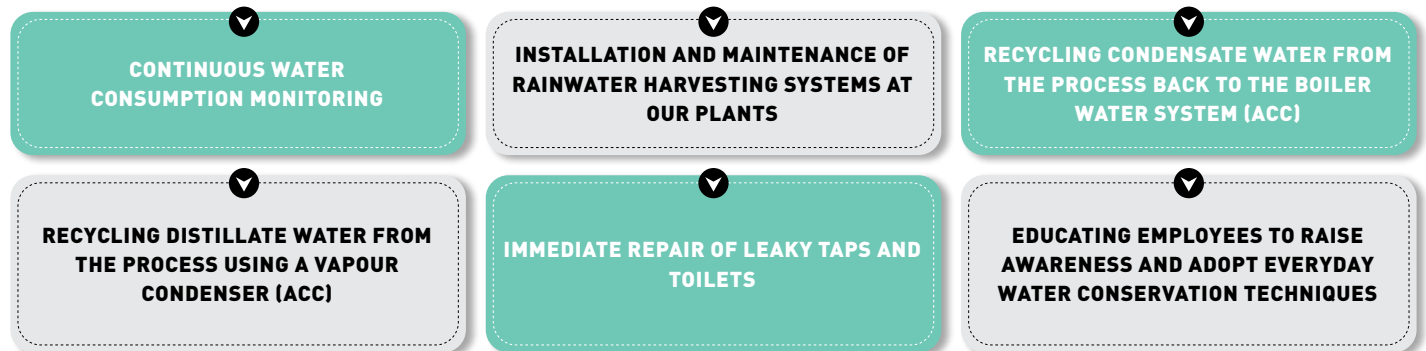 CONTINUOUS WATER
CONSUMPTION MONITORING
INSTALLATION AND MAINTENANCE OF
RAINWATER HARVESTING SYSTEMS AT
OUR PLANTS
RECYCLING CONDENSATE WATER FROM
THE PROCESS BACK TO THE BOILER
WATER SYSTEM (ACC)
RECYCLING DISTILLATE WATER FROM
THE PROCESS USING A VAPOUR
CONDENSER (ACC)
IMMEDIATE REPAIR OF LEAKY TAPS AND
TOILETS
EDUCATING EMPLOYEES TO RAISE
AWARENESS AND ADOPT EVERYDAY
WATER CONSERVATION TECHNIQUES